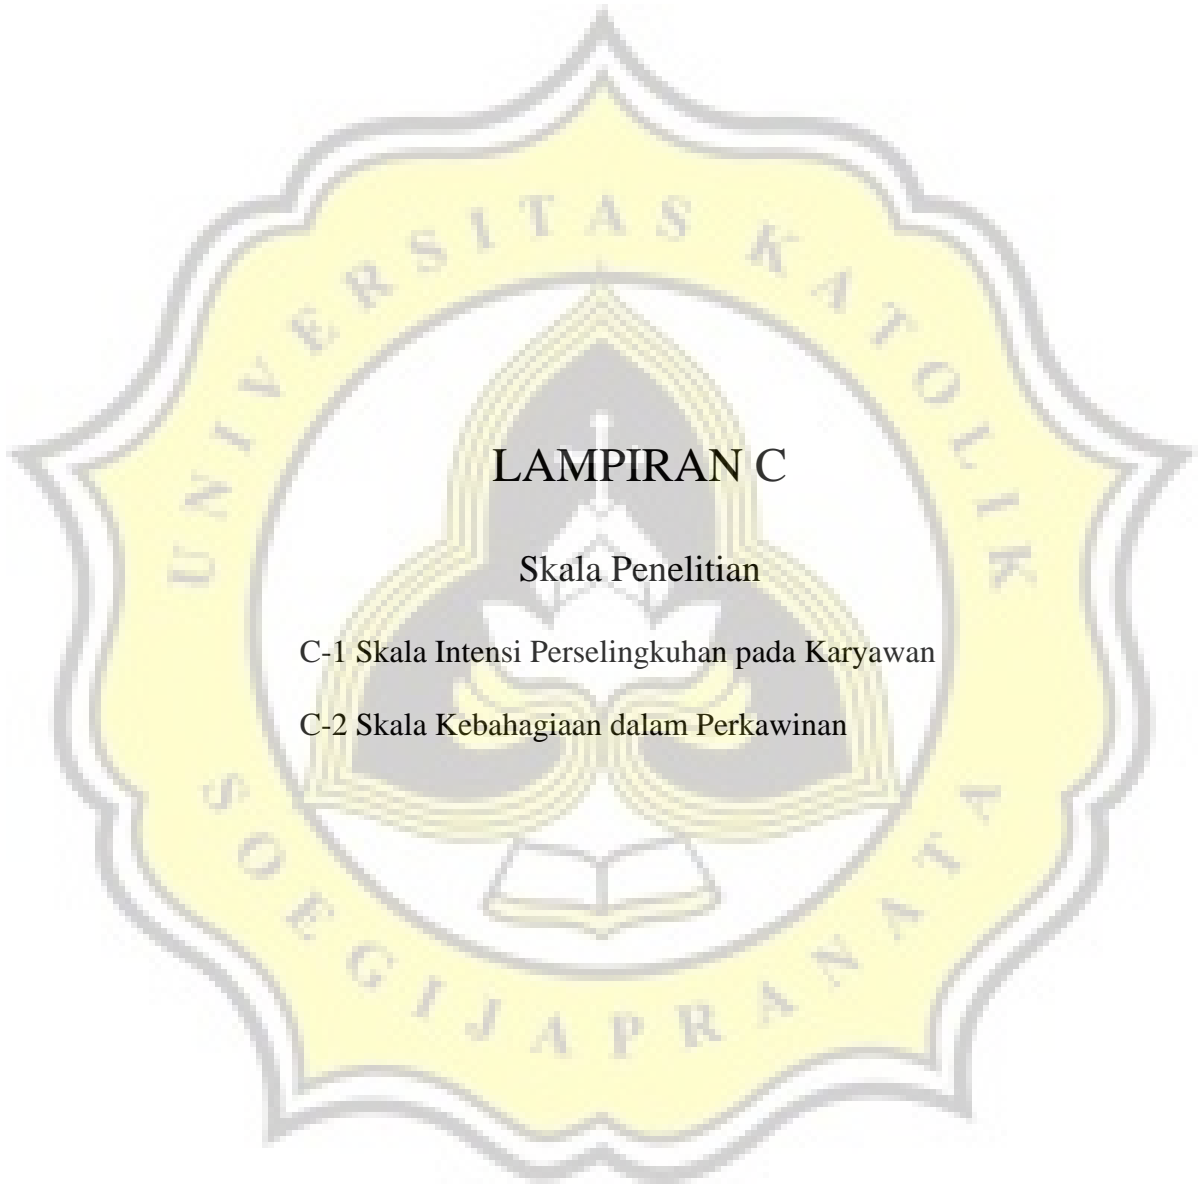 UNIVERSITAS KATOLIK
LAMPIRAN C
Skala Penelitian
C-1 Skala Intensi Perselingkuhan pada Karyawan
C-2 Skala Kebahagiaan dalam Perkawinan
SOEGIJAPRANATA